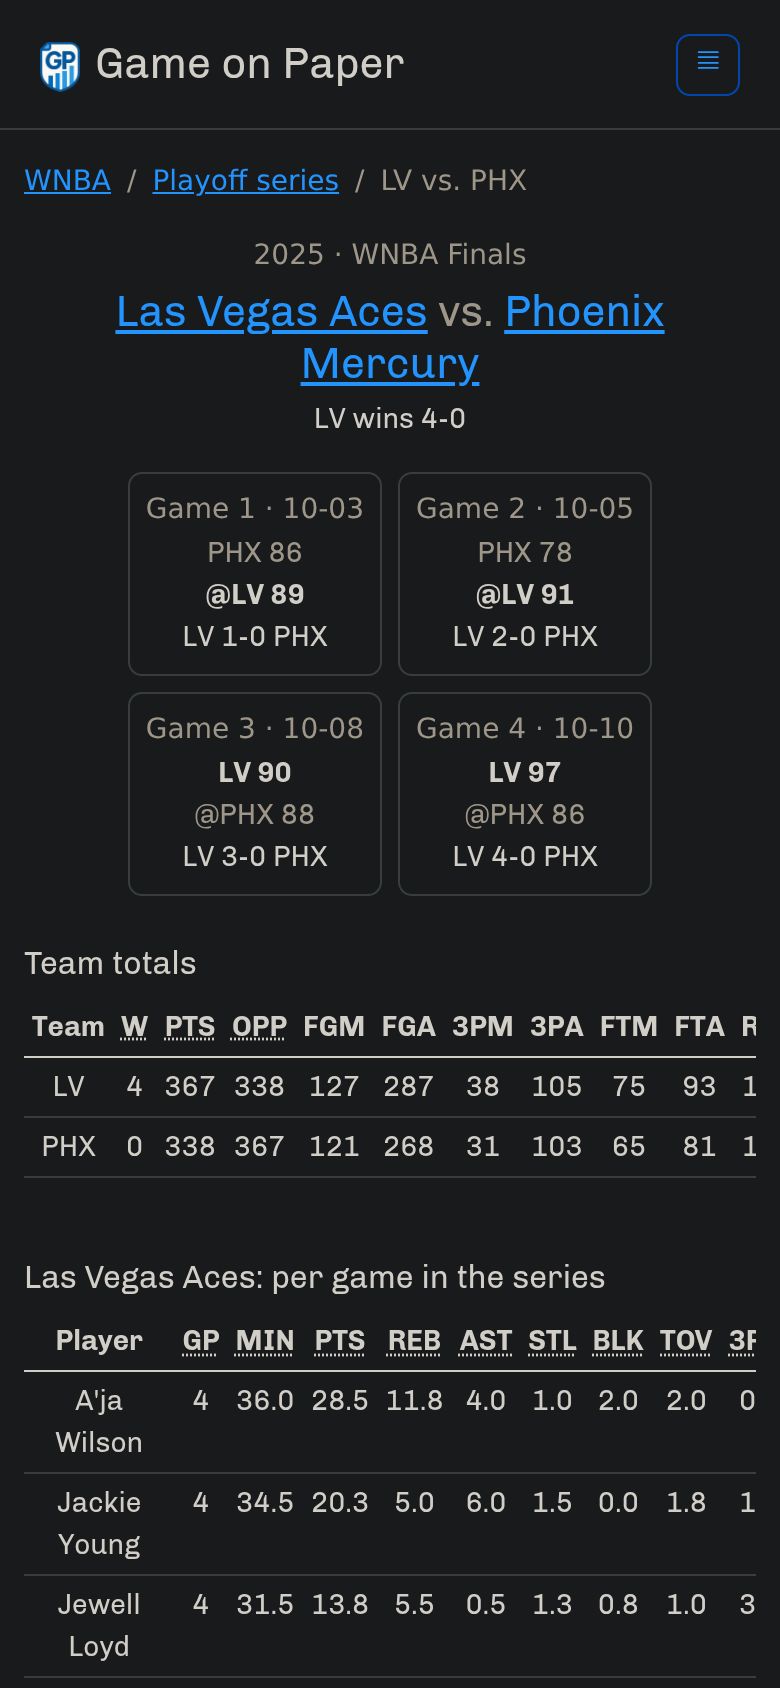 GP Game on Paper
WNBA / Playoff series / LV vs. PHX
2025 · WNBA Finals
Las Vegas Aces vs. Phoenix
Mercury
LV wins 4-0
Game 1 · 10-03
PHX 86
@LV 89
LV 1-0 PHX
Game 2 · 10-05
PHX 78
@LV 91
LV 2-0 PHX
Game 3 · 10-08
LV 90
@PHX 88
LV 3-0 PHX
Game 4 · 10-10
LV 97
@PHX 86
LV 4-0 PHX
Team totals
Team W PTS OPP FGM FGA 3PM 3PA FTM FTA
LV 4 367 338 127 287 38 105 75 93
PHX 0 338 367 121 268 31 103 65 81
Las Vegas Aces: per game in the series
Player GP MIN PTS REB AST STL BLK TOV
A'ja Wilson 4 36.0 28.5 11.8 4.0 1.0 2.0 2.0
Jackie Young 4 34.5 20.3 5.0 6.0 1.5 0.0 1.8
Jewell Loyd 4 31.5 13.8 5.5 0.5 1.3 0.8 1.0